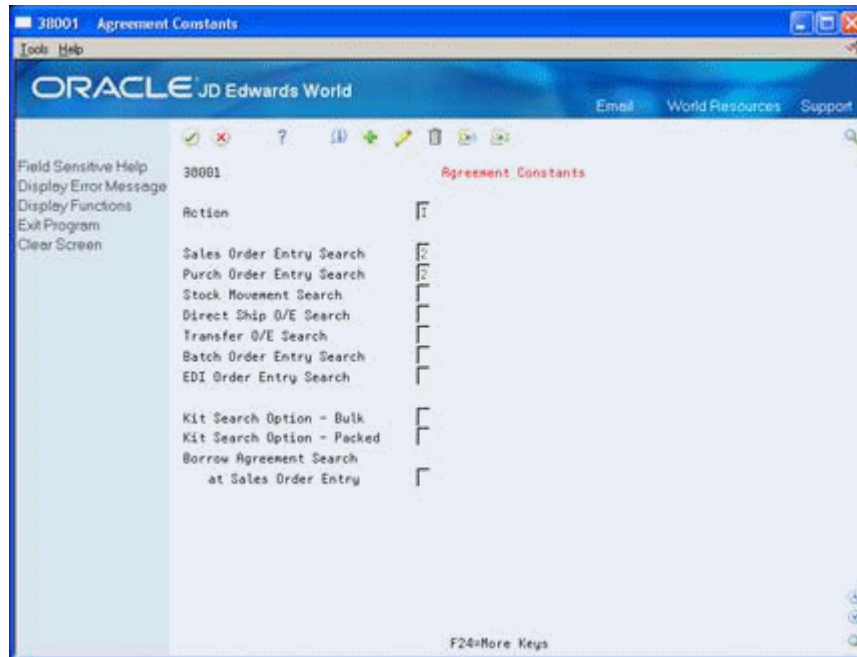 38001 Agreement Constants
Tools Help
ORACLE JD Edwards World
Email World Resources Support
Field Sensitive Help
Display Error Message
Display Functions
Exit Program
Clear Screen
38001 Agreement Constants
Action I
Sales Order Entry Search 2
Purch Order Entry Search 2
Stock Movement Search
Direct Ship O/E Search
Transfer O/E Search
Batch Order Entry Search
EDI Order Entry Search
Kit Search Option - Bulk
Kit Search Option - Packed
Borrow Agreement Search
at Sales Order Entry
F24=More Keys